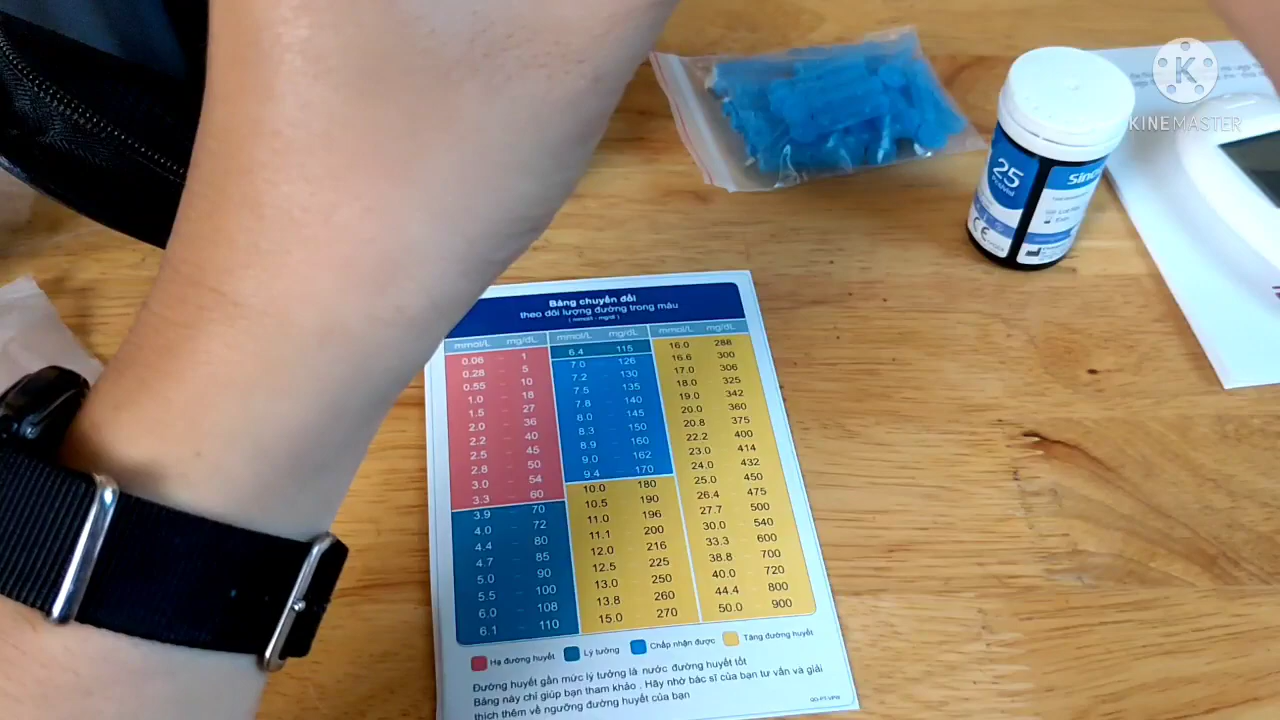 KINEMASTER
25
Pcs/Vial
Sino
CE
Bảng chuyển đổi
theo dõi lượng đường trong máu
( mmol/l - mg/dl )
mmol/L mg/dL mmol/L mg/dL mmol/L mg/dL
0.06 - 1 6.4 - 115 16.0 - 288
0.28 - 5 7.0 - 126 16.6 - 300
0.55 - 10 7.2 - 130 17.0 - 306
1.0 - 18 7.5 - 135 18.0 - 325
1.5 - 27 7.8 - 140 19.0 - 342
2.0 - 36 8.0 - 145 20.0 - 360
2.2 - 40 8.3 - 150 20.8 - 375
2.5 - 45 8.9 - 160 22.2 - 400
2.8 - 50 9.0 - 162 23.0 - 414
3.0 - 54 9.4 - 170 24.0 - 432
3.3 - 60 10.0 - 180 25.0 - 450
3.9 - 70 10.5 - 190 26.4 - 475
4.0 - 72 11.0 - 196 27.7 - 500
4.4 - 80 11.1 - 200 30.0 - 540
4.7 - 85 12.0 - 216 33.3 - 600
5.0 - 90 12.5 - 225 38.8 - 700
5.5 - 100 13.0 - 250 40.0 - 720
6.0 - 108 13.8 - 260 44.4 - 800
6.1 - 110 15.0 - 270 50.0 - 900
Hạ đường huyết Lý tưởng Chấp nhận được Tăng đường huyết
Đường huyết gần mức lý tưởng là nước đường huyết tốt
Bảng này chỉ giúp bạn tham khảo . Hãy nhờ bác sĩ của bạn tư vấn và giải
thích thêm về ngưỡng đường huyết của bạn